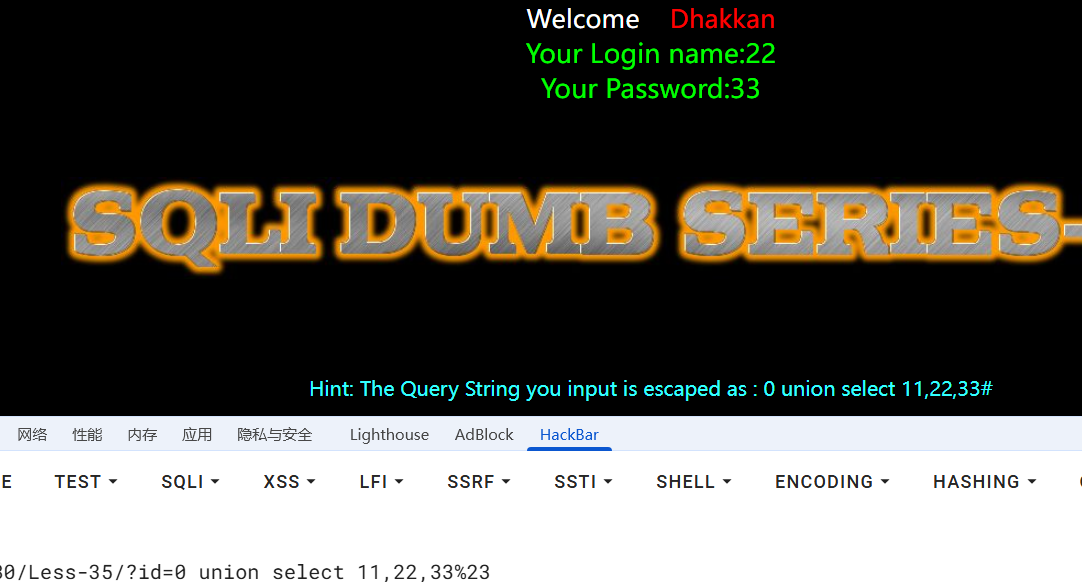 Welcome    Dhakkan
Your Login name:22
Your Password:33
SQLI DUMB SERIES-
Hint: The Query String you input is escaped as : 0 union select 11,22,33#
网络 性能 内存 应用 隐私与安全 Lighthouse AdBlock HackBar
E TEST SQLI XSS LFI SSRF SSTI SHELL ENCODING HASHING
0/Less-35/?id=0 union select 11,22,33%23